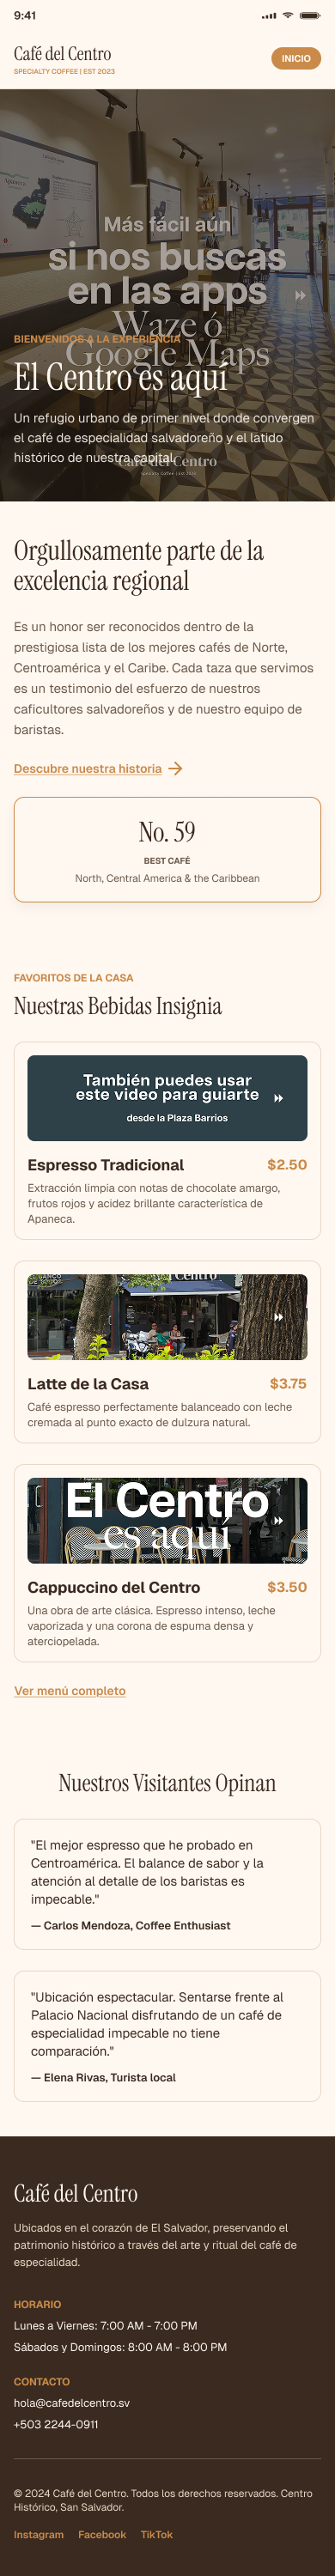 9:41
Café del Centro
SPECIALTY COFFEE | EST 2023
INICIO
Más fácil aún
si nos buscas
en las apps
Waze ó
Google Maps
BIENVENIDOS A LA EXPERIENCIA
El Centro es aquí
Un refugio urbano de primer nivel donde convergen
el café de especialidad salvadoreño y el latido
histórico de nuestra capital.
Café del Centro
Specialty Coffee | Est 2023
Orgullosamente parte de la
excelencia regional
Es un honor ser reconocidos dentro de la
prestigiosa lista de los mejores cafés de Norte,
Centroamérica y el Caribe. Cada taza que servimos
es un testimonio del esfuerzo de nuestros
caficultores salvadoreños y de nuestro equipo de
baristas.
Descubre nuestra historia
No. 59
BEST CAFÉ
North, Central America & the Caribbean
FAVORITOS DE LA CASA
Nuestras Bebidas Insignia
También puedes usar
este video para guiarte
desde la Plaza Barrios
Espresso Tradicional $2.50
Extracción limpia con notas de chocolate amargo,
frutos rojos y acidez brillante característica de
Apaneca.
Centro
Latte de la Casa $3.75
Café espresso perfectamente balanceado con leche
cremada al punto exacto de dulzura natural.
El Centro
es aquí
Cappuccino del Centro $3.50
Una obra de arte clásica. Espresso intenso, leche
vaporizada y una corona de espuma densa y
aterciopelada.
Ver menú completo
Nuestros Visitantes Opinan
"El mejor espresso que he probado en
Centroamérica. El balance de sabor y la
atención al detalle de los baristas es
impecable."
— Carlos Mendoza, Coffee Enthusiast
"Ubicación espectacular. Sentarse frente al
Palacio Nacional disfrutando de un café de
especialidad impecable no tiene
comparación."
— Elena Rivas, Turista local
Café del Centro
Ubicados en el corazón de El Salvador, preservando el
patrimonio histórico a través del arte y ritual del café de
especialidad.
HORARIO
Lunes a Viernes: 7:00 AM - 7:00 PM
Sábados y Domingos: 8:00 AM - 8:00 PM
CONTACTO
hola@cafedelcentro.sv
+503 2244-0911
© 2024 Café del Centro. Todos los derechos reservados. Centro
Histórico, San Salvador.
Instagram Facebook TikTok